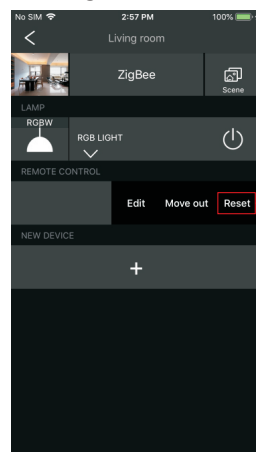 No SIM 2:57 PM 100%
Living room
ZigBee
Scene
LAMP
RGBW
RGB LIGHT
REMOTE CONTROL
Edit Move out Reset
NEW DEVICE
+